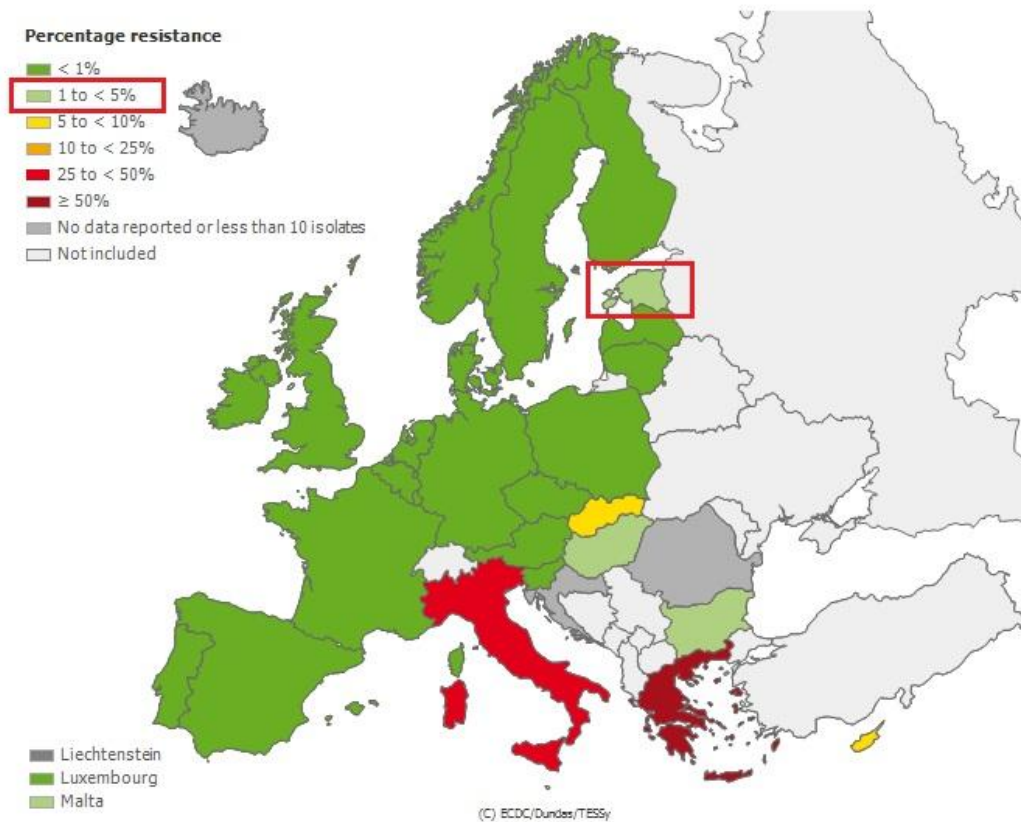 Percentage resistance
< 1%
1 to < 5%
5 to < 10%
10 to < 25%
25 to < 50%
≥ 50%
No data reported or less than 10 isolates
Not included
Liechtenstein
Luxembourg
Malta
(C) ECDC/Dundas/TESSy